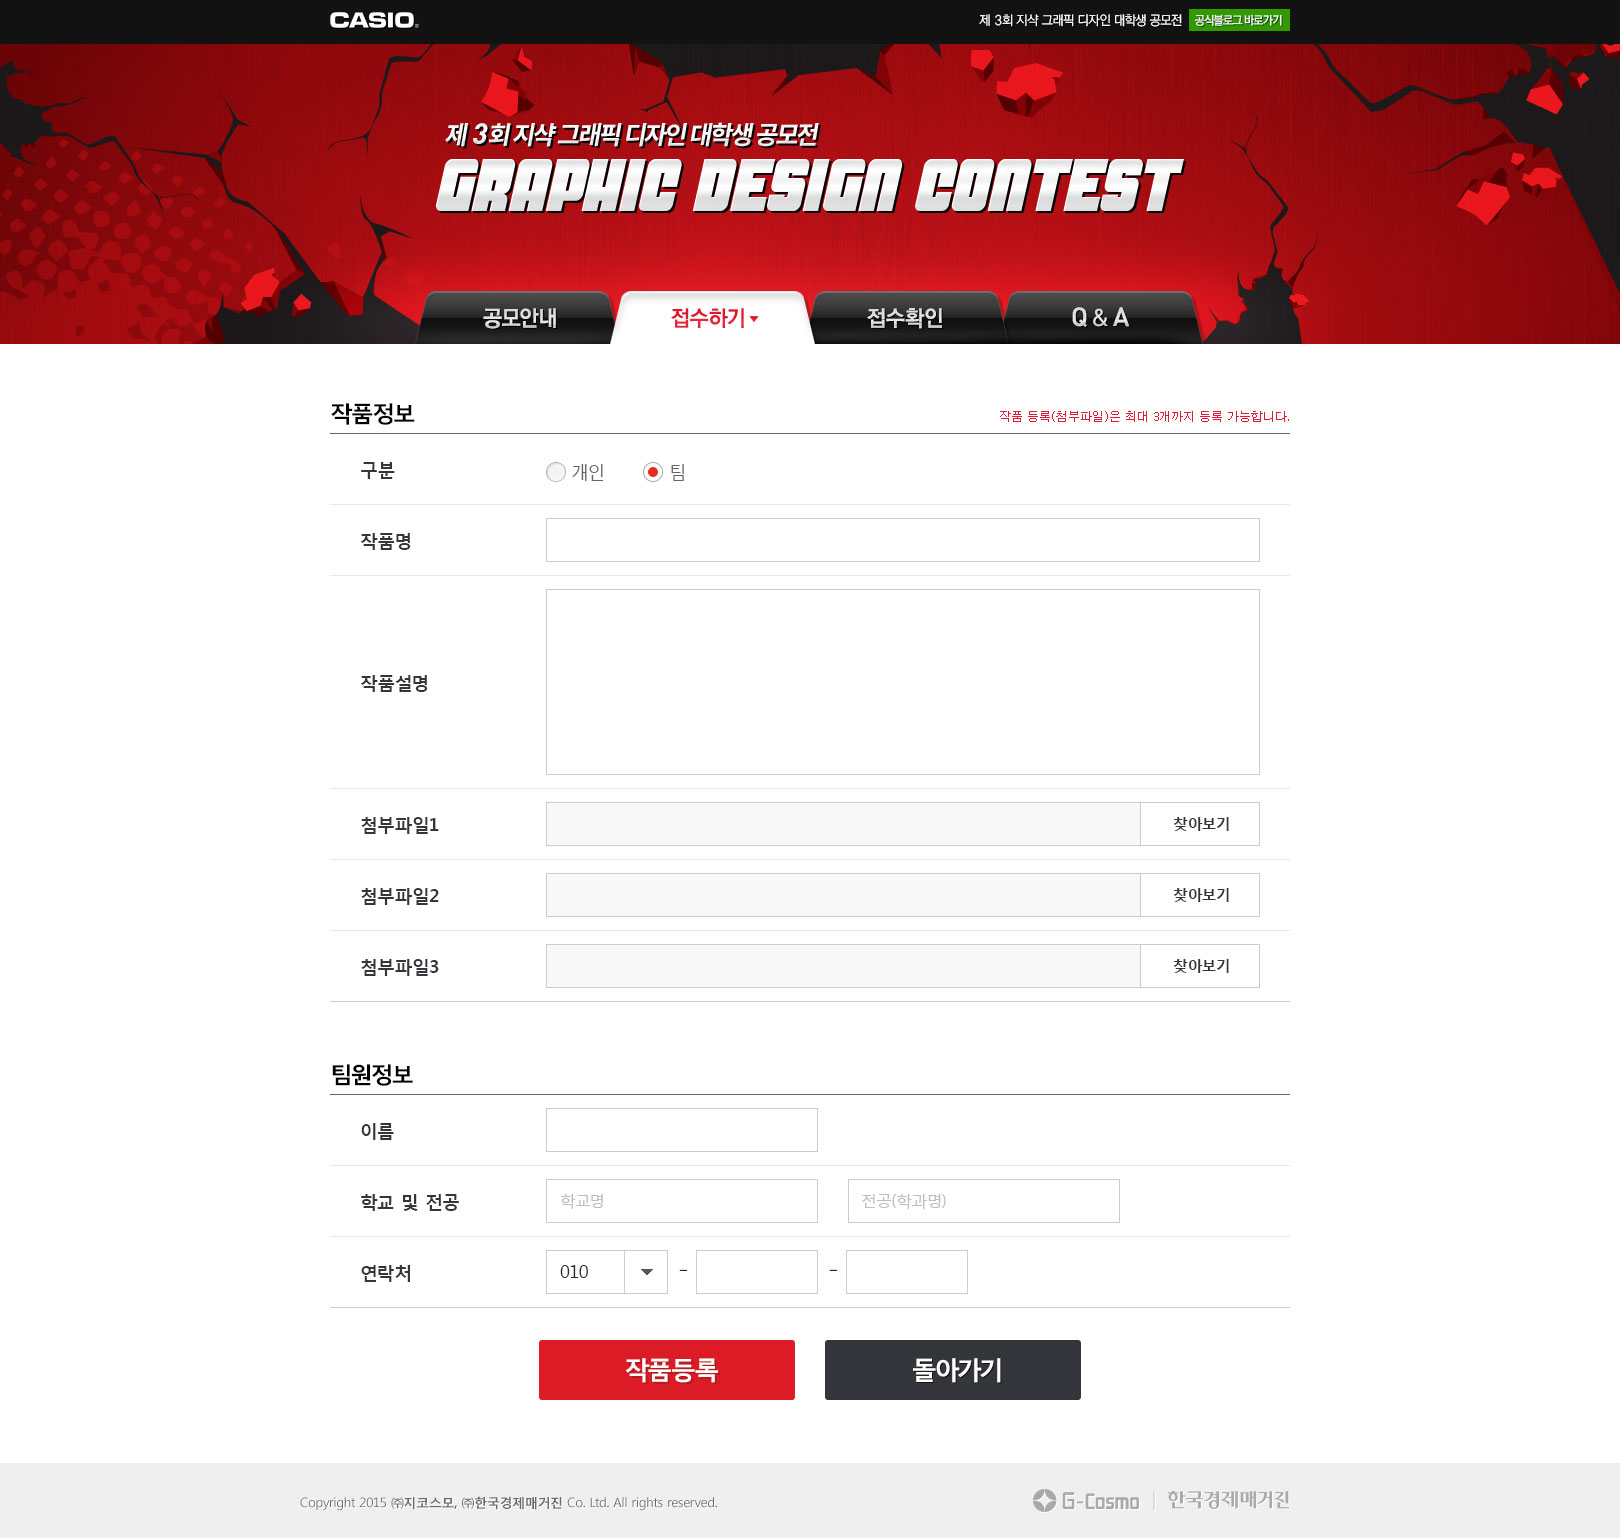 CASIO
제 3회 지샥 그래픽 디자인 대학생 공모전 공식블로그 바로가기
제 3회 지샥 그래픽 디자인 대학생 공모전
GRAPHIC DESIGN CONTEST
공모안내 접수하기 접수확인 Q & A
작품정보 작품 등록(첨부파일)은 최대 3개까지 등록 가능합니다.
구분 개인 팀
작품명
작품설명
첨부파일1 찾아보기
첨부파일2 찾아보기
첨부파일3 찾아보기
팀원정보
이름
학교 및 전공 학교명 전공(학과명)
연락처 010 - -
작품등록 돌아가기
Copyright 2015 ㈜지코스모, ㈜한국경제매거진 Co. Ltd. All rights reserved. G-Cosmo 한국경제매거진